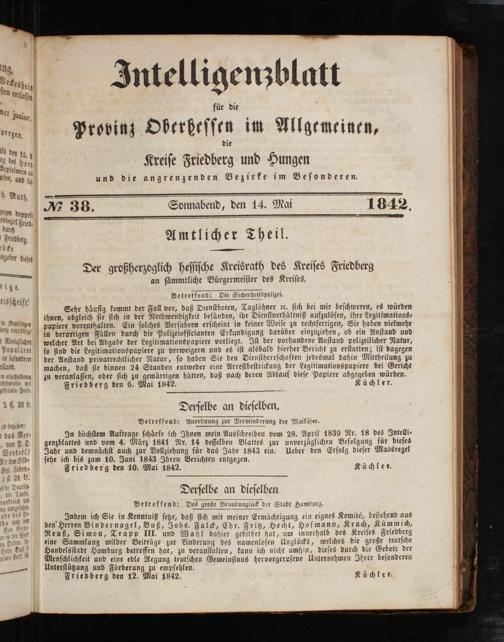 Intelligenzblatt
für die
Provinz Oberhessen im Allgemeinen,
die
Kreise Friedberg und Hungen
und die angrenzenden Bezirke im Besonderen.
№ 38. Sonnabend, den 14. Mai 1842.
Amtlicher Theil.
Der großherzoglich hessische Kreisrath des Kreises Friedberg
an sämmtliche Bürgermeister des Kreises.
Betreffend: Die Sicherheitspolizei.
Sehr häufig kommt der Fall vor, daß Dienstboten, Taglöhner ꝛc. sich bei mir beschweren, es würden
ihnen, obgleich sie sich in der Nothwendigkeit befänden, ihr Dienstverhältniß aufzulösen, ihre Legitimations-
papiere vorenthalten. Ein solches Verfahren erscheint in keiner Weise zu rechtfertigen, Sie haben vielmehr
in derartigen Fällen durch die Polizeiofficianten Erkundigung darüber einzuziehen, ob ein Anstand und
welcher Art bei Abgabe der Legitimationspapiere vorliegt. Ist der vorhandene Anstand polizeilicher Natur,
so sind die Legitimationspapiere zu verweigern und es ist alsbald hierher Bericht zu erstatten; ist dagegen
der Anstand privatrechtlicher Natur, so haben Sie den Dienstherrschaften jedesmal dahin Mittheilung zu
machen, daß sie binnen 24 Stunden entweder eine Arrestbestrickung der Legitimationspapiere bei Gericht
zu veranlassen, oder sich zu gewärtigen hätten, daß nach deren Ablauf diese Papiere abgegeben würden.
Friedberg den 6. Mai 1842. Küchler.
Derselbe an dieselben.
Betreffend: Anordnung zur Verminderung der Maikäfer.
In höchstem Auftrage schärfe ich Ihnen mein Ausschreiben vom 28. April 1839 Nr. 18 des Intelli-
genzblattes und vom 4. März 1841 Nr. 14 desselben Blattes zur unverzüglichen Befolgung für dieses
Jahr und demnächst auch zur Vollziehung für das Jahr 1843 ein. Ueber den Erfolg dieser Maasregel
sehe ich bis zum 10. Juni 1843 Ihren Berichten entgegen.
Friedberg den 10. Mai 1842. Küchler.
Derselbe an dieselben
Betreffend: Das große Brandunglück der Stadt Hamburg.
Indem ich Sie in Kenntniß setze, daß sich mit meiner Ermächtigung ein eignes Comité, bestehend aus
den Herren Bindernagel, Buß, Johs. Falck, Chr. Fritz, Hecht, Hofmann, Krach, Kümmich,
Reuß, Simon, Trapp III. und Wahl dahier gebildet hat, um innerhalb des Kreises Friedberg
eine Sammlung milder Beiträge zur Linderung des namenlosen Unglücks, welches die große teutsche
Handelsstadt Hamburg betroffen hat, zu veranstalten, kann ich nicht umhin, dieses durch die Gebote der
Menschlichkeit und eine edle Regung teutschen Gemeinsinns hervorgerufene Unternehmen Ihrer besonderen
Unterstützung und Förderung zu empfehlen.
Friedberg den 12. Mai 1842. Küchler.